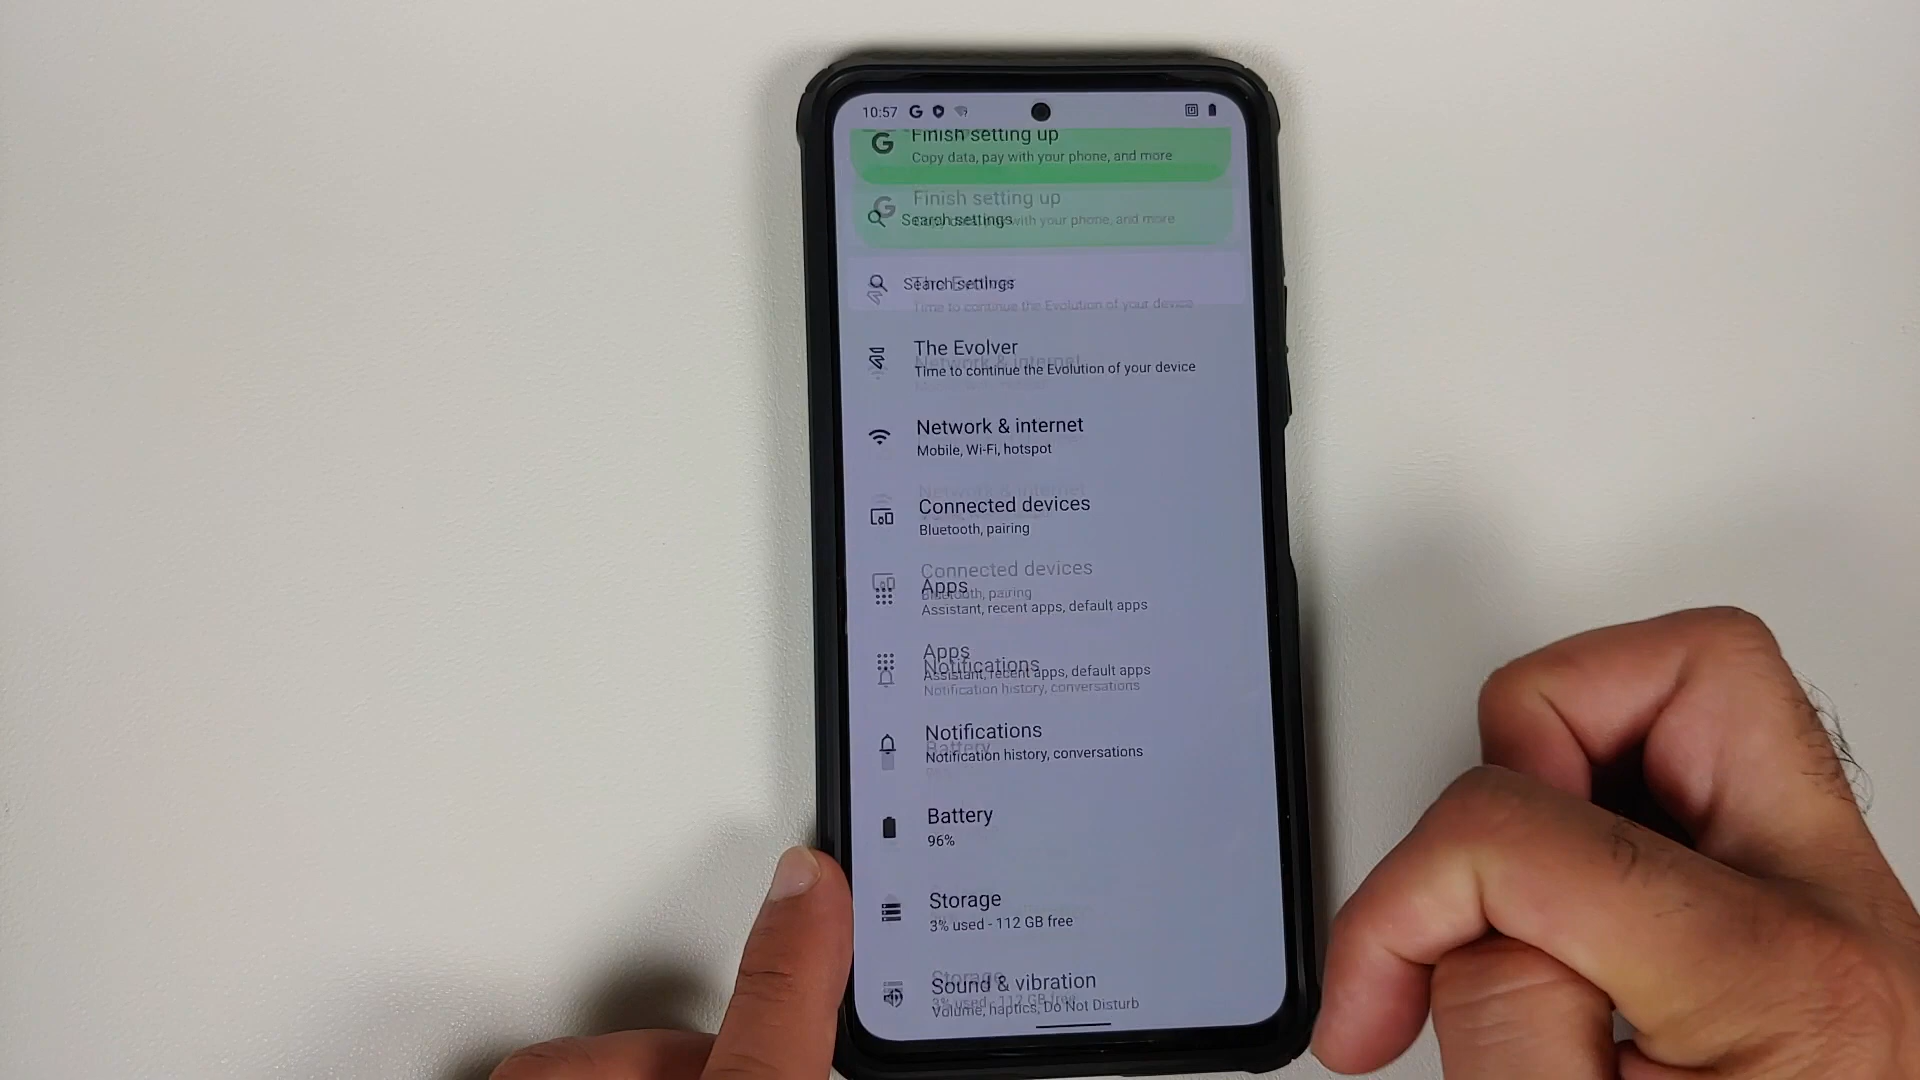 10:57
Finish setting up
Copy data, pay with your phone, and more
Finish setting up
with your phone, and more
Search settings
Search settings
Time to continue the Evolution of your device
The Evolver
Network & internet
Time to continue the Evolution of your device
Network & internet
Mobile, Wi-Fi, hotspot
Network & internet
Connected devices
Bluetooth, pairing
Connected devices
Bluetooth, pairing
Apps
Assistant, recent apps, default apps
Apps
Notifications
Assistant, recent apps, default apps
Notification history, conversations
Notifications
Battery
Notification history, conversations
Battery
96%
Storage
3% used - 112 GB free
Storage
Sound & vibration
3% used - 112 GB free
Volume, haptics, Do Not Disturb